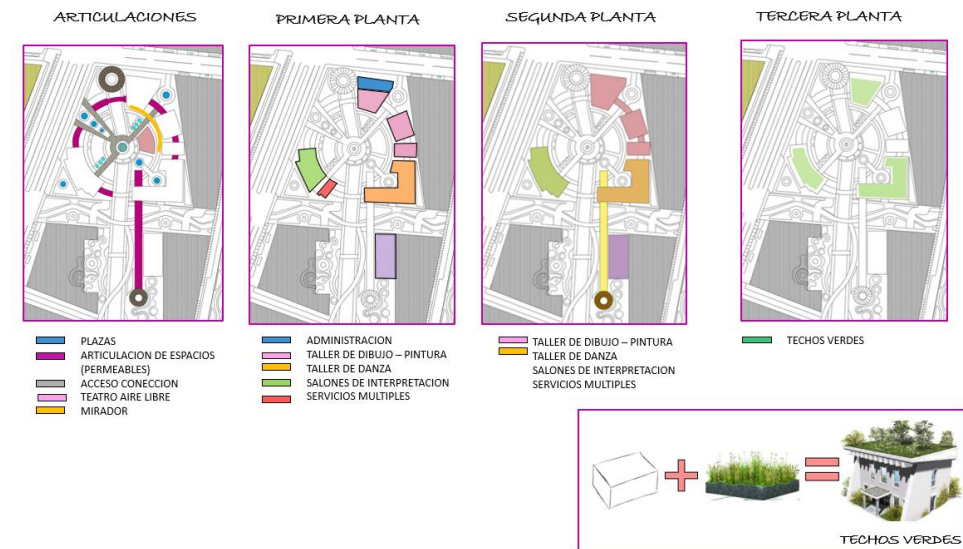 ARTICULACIONES
PRIMERA PLANTA
SEGUNDA PLANTA
TERCERA PLANTA
PLAZAS
ARTICULACION DE ESPACIOS
(PERMEABLES)
ACCESO CONECCION
TEATRO AIRE LIBRE
MIRADOR
ADMINISTRACION
TALLER DE DIBUJO – PINTURA
TALLER DE DANZA
SALONES DE INTERPRETACION
SERVICIOS MULTIPLES
TALLER DE DIBUJO – PINTURA
TALLER DE DANZA
SALONES DE INTERPRETACION
SERVICIOS MULTIPLES
TECHOS VERDES
TECHOS VERDES